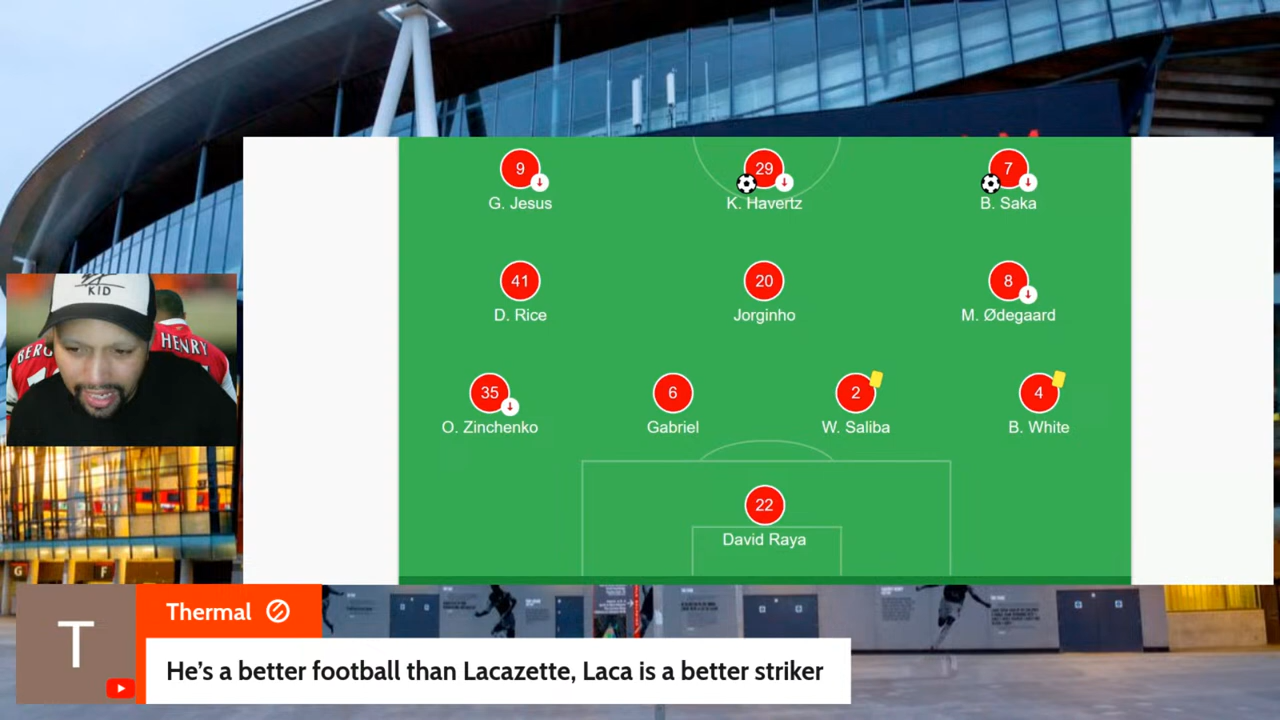 9
29
7
G. Jesus
K. Havertz
B. Saka
41
20
8
D. Rice
Jorginho
M. Ødegaard
KID
HENRY
BERG
35
6
2
4
O. Zinchenko
Gabriel
W. Saliba
B. White
22
David Raya
G
F
Thermal
T
He's a better football than Lacazette, Laca is a better striker